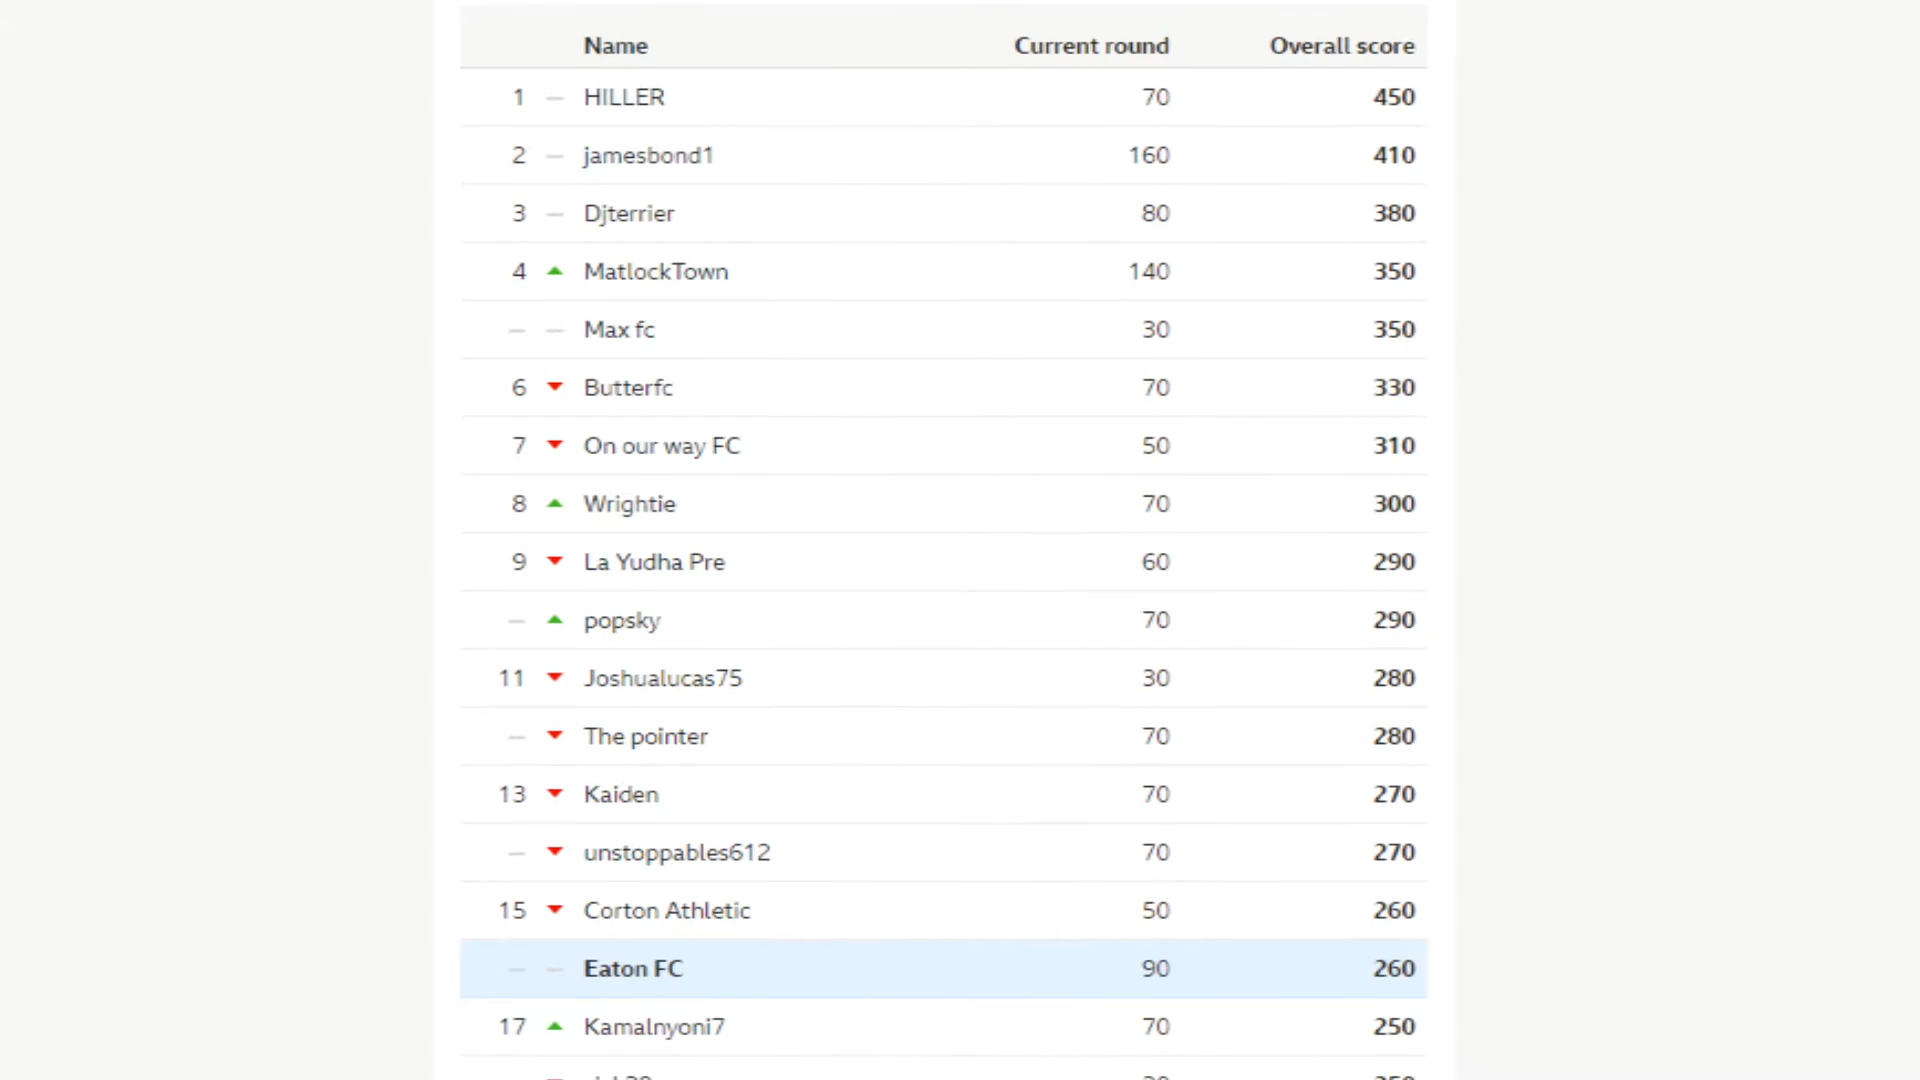 Name Current round Overall score
1 – HILLER 70 450
2 – jamesbond1 160 410
3 – Djterrier 80 380
4 MatlockTown 140 350
– – Max fc 30 350
6 Butterfc 70 330
7 On our way FC 50 310
8 Wrightie 70 300
9 La Yudha Pre 60 290
– popsky 70 290
11 Joshualucas75 30 280
– The pointer 70 280
13 Kaiden 70 270
– unstoppables612 70 270
15 Corton Athletic 50 260
– – Eaton FC 90 260
17 Kamalnyoni7 70 250